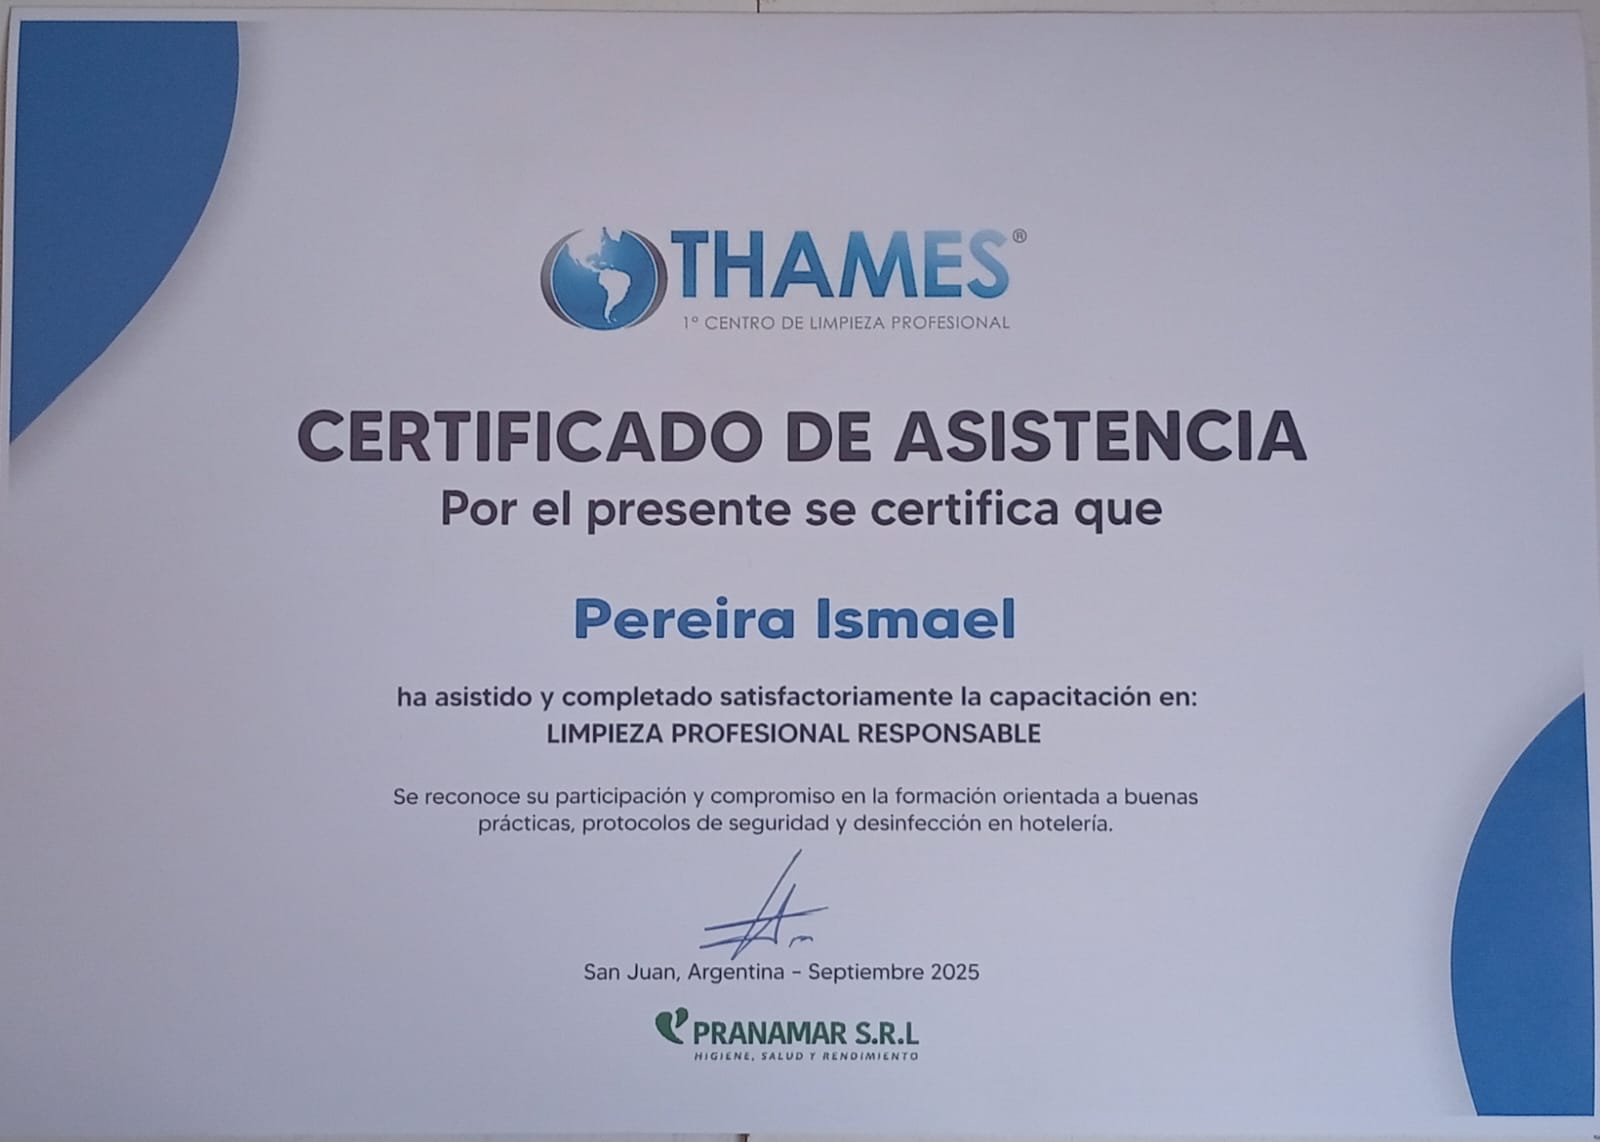 THAMES®
1º CENTRO DE LIMPIEZA PROFESIONAL
CERTIFICADO DE ASISTENCIA
Por el presente se certifica que
Pereira Ismael
ha asistido y completado satisfactoriamente la capacitación en:
LIMPIEZA PROFESIONAL RESPONSABLE
Se reconoce su participación y compromiso en la formación orientada a buenas
prácticas, protocolos de seguridad y desinfección en hotelería.
San Juan, Argentina - Septiembre 2025
PRANAMAR S.R.L
HIGIENE, SALUD Y RENDIMIENTO